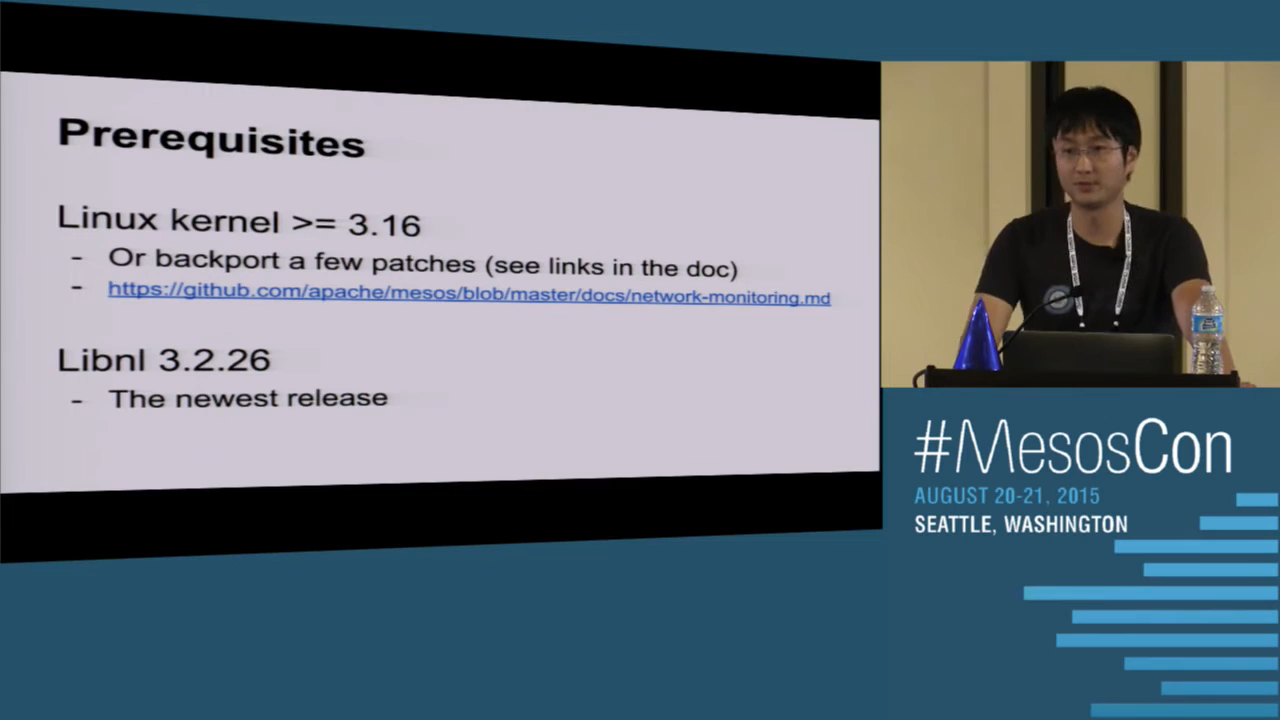 Prerequisites
Linux kernel >= 3.16
- Or backport a few patches (see links in the doc)
- https://github.com/apache/mesos/blob/master/docs/network-monitoring.md
Libnl 3.2.26
- The newest release
#MesosCon
AUGUST 20-21, 2015
SEATTLE, WASHINGTON